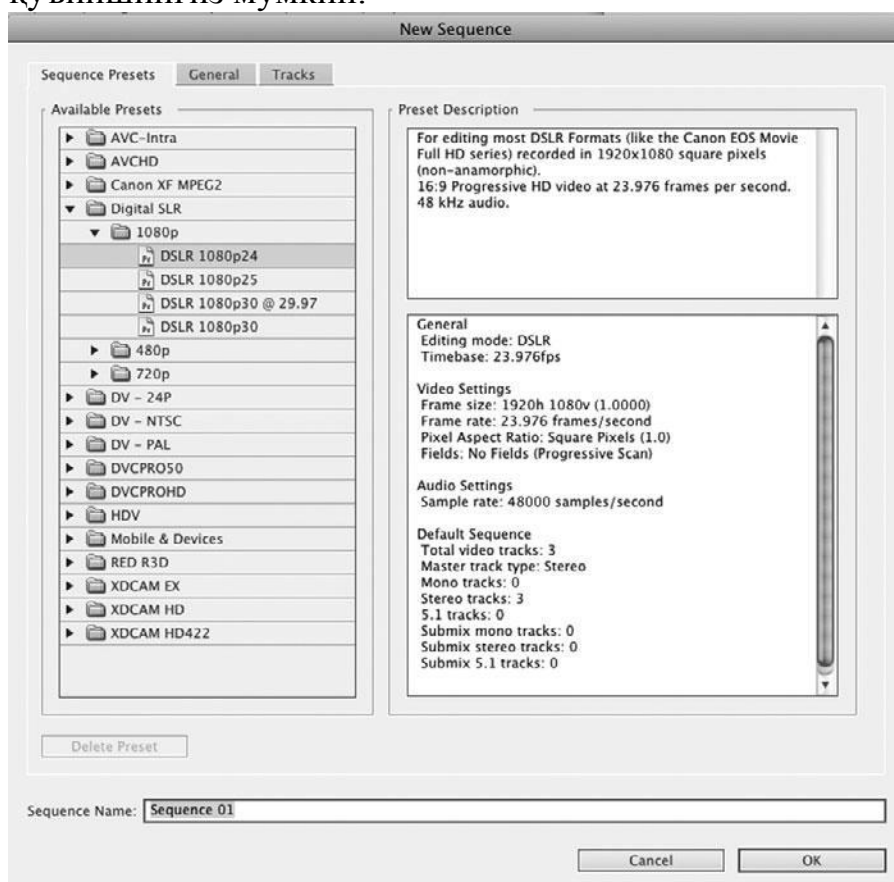 қувишингиз мумкин:
New Sequence
Sequence Presets General Tracks
Available Presets
AVC-Intra
AVCHD
Canon XF MPEG2
Digital SLR
1080p
DSLR 1080p24
DSLR 1080p25
DSLR 1080p30 @ 29.97
DSLR 1080p30
480p
720p
DV - 24P
DV - NTSC
DV - PAL
DVCPRO50
DVCPROHD
HDV
Mobile & Devices
RED R3D
XDCAM EX
XDCAM HD
XDCAM HD422
Preset Description
For editing most DSLR Formats (like the Canon EOS Movie
Full HD series) recorded in 1920x1080 square pixels
(non-anamorphic).
16:9 Progressive HD video at 23.976 frames per second.
48 kHz audio.
General
Editing mode: DSLR
Timebase: 23.976fps
Video Settings
Frame size: 1920h 1080v (1.0000)
Frame rate: 23.976 frames/second
Pixel Aspect Ratio: Square Pixels (1.0)
Fields: No Fields (Progressive Scan)
Audio Settings
Sample rate: 48000 samples/second
Default Sequence
Total video tracks: 3
Master track type: Stereo
Mono tracks: 0
Stereo tracks: 3
5.1 tracks: 0
Submix mono tracks: 0
Submix stereo tracks: 0
Submix 5.1 tracks: 0
Delete Preset
Sequence Name: Sequence 01
Cancel OK